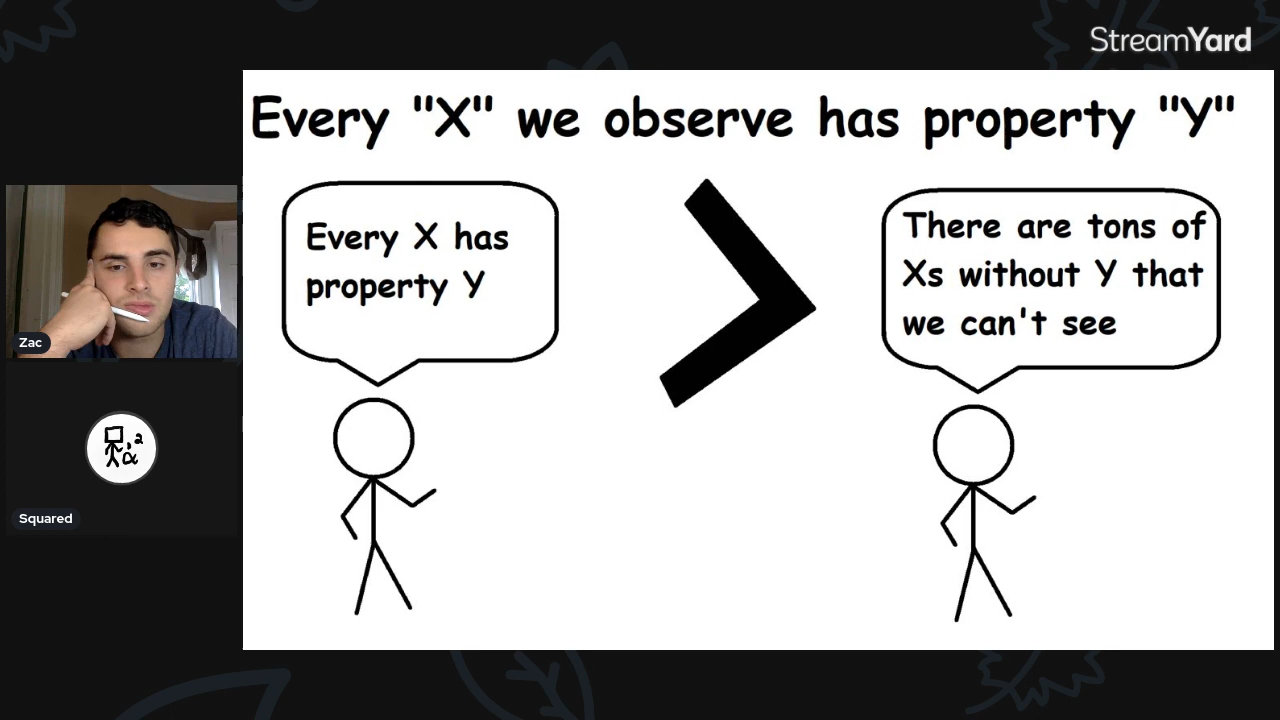 StreamYard
Every "X" we observe has property "Y"
Every X has
property Y
There are tons of
Xs without Y that
we can't see
Zac
Squared